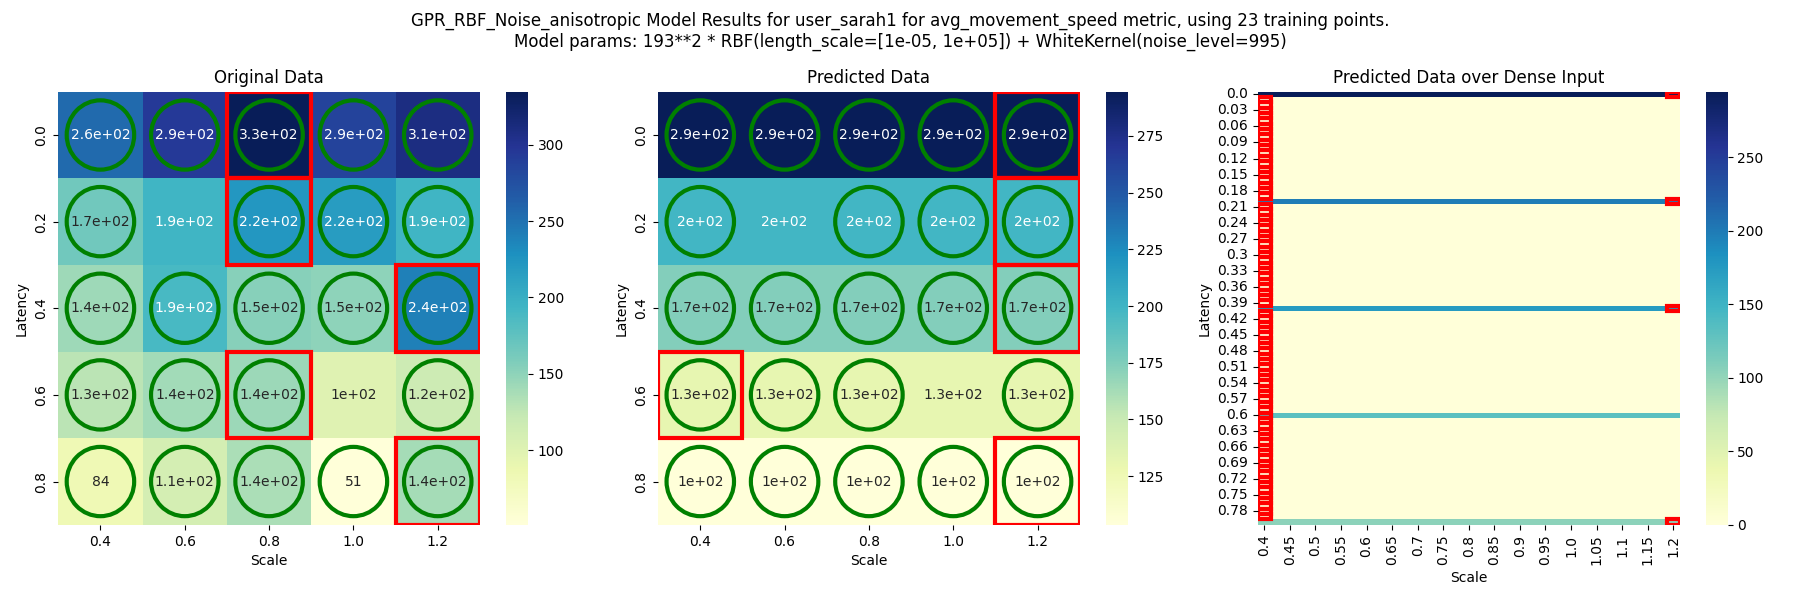 GPR_RBF_Noise_anisotropic Model Results for user_sarah1 for avg_movement_speed metric, using 23 training points.
Model params: 193**2 * RBF(length_scale=[1e-05, 1e+05]) + WhiteKernel(noise_level=995)
Original Data
Latency
0.0 2.6e+02 2.9e+02 3.3e+02 2.9e+02 3.1e+02
0.2 1.7e+02 1.9e+02 2.2e+02 2.2e+02 1.9e+02
0.4 1.4e+02 1.9e+02 1.5e+02 1.5e+02 2.4e+02
0.6 1.3e+02 1.4e+02 1.4e+02 1e+02 1.2e+02
0.8 84 1.1e+02 1.4e+02 51 1.4e+02
0.4 0.6 0.8 1.0 1.2
Scale
300
250
200
150
100
Predicted Data
Latency
0.0 2.9e+02 2.9e+02 2.9e+02 2.9e+02 2.9e+02
0.2 2e+02 2e+02 2e+02 2e+02 2e+02
0.4 1.7e+02 1.7e+02 1.7e+02 1.7e+02 1.7e+02
0.6 1.3e+02 1.3e+02 1.3e+02 1.3e+02 1.3e+02
0.8 1e+02 1e+02 1e+02 1e+02 1e+02
0.4 0.6 0.8 1.0 1.2
Scale
275
250
225
200
175
150
125
Predicted Data over Dense Input
Latency
0.0
0.03
0.06
0.09
0.12
0.15
0.18
0.21
0.24
0.27
0.3
0.33
0.36
0.39
0.42
0.45
0.48
0.51
0.54
0.57
0.6
0.63
0.66
0.69
0.72
0.75
0.78
0.4 0.45 0.5 0.55 0.6 0.65 0.7 0.75 0.8 0.85 0.9 0.95 1.0 1.05 1.1 1.15 1.2
Scale
250
200
150
100
50
0